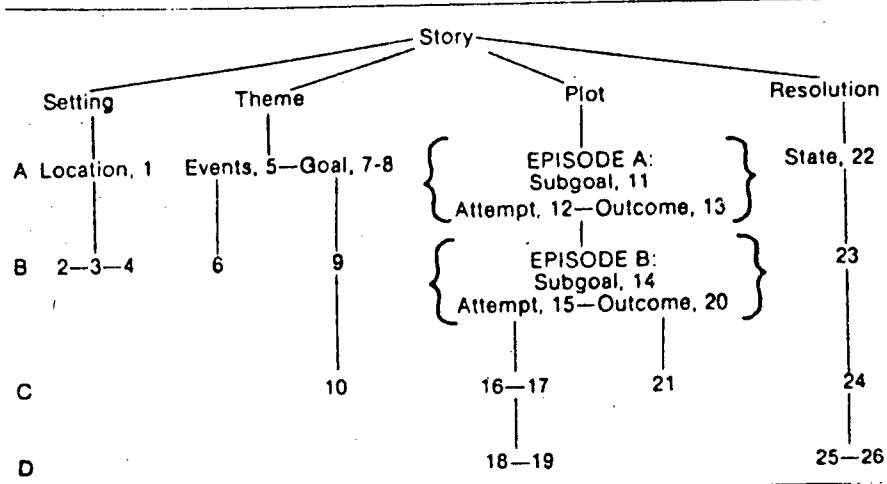 Story
Setting Theme Plot Resolution
A Location, 1 Events, 5—Goal, 7-8 EPISODE A: State, 22
Subgoal, 11
Attempt, 12—Outcome, 13
B 2—3—4 6 9 EPISODE B: 23
Subgoal, 14
Attempt, 15—Outcome, 20
C 10 16—17 21 24
D 18—19 25—26